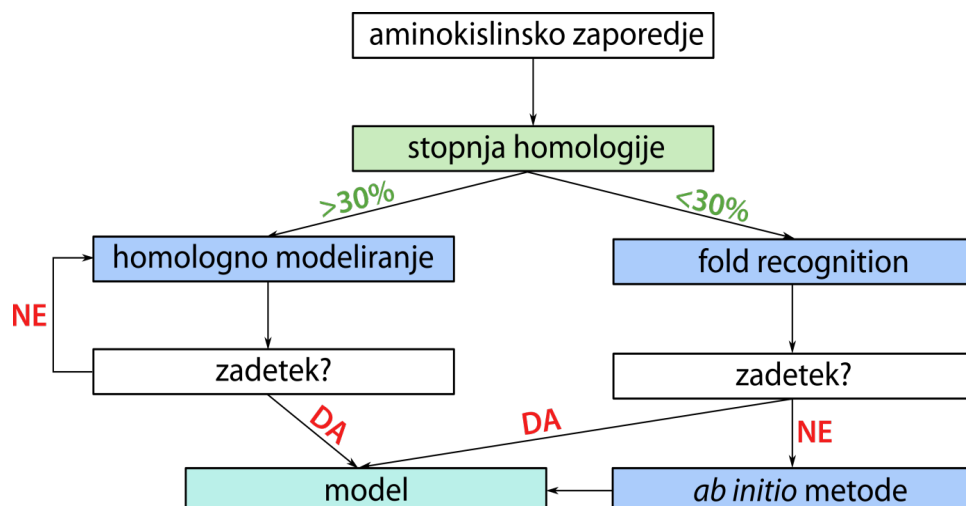 aminokislinsko zaporedje
stopnja homologije
>30%
<30%
homologno modeliranje
fold recognition
NE
zadetek?
zadetek?
DA
DA
NE
model
ab initio metode